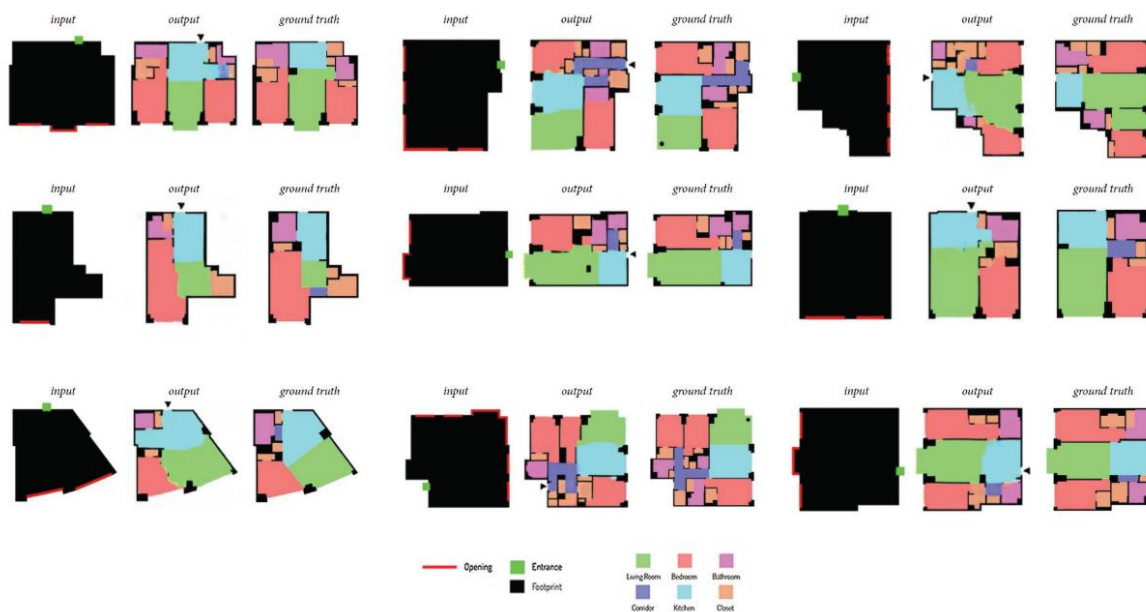 input output ground truth input output ground truth input output ground truth
input output ground truth input output ground truth input output ground truth
input output ground truth input output ground truth input output ground truth
Opening Entrance Living Room Bedroom Bathroom
Footprint Corridor Kitchen Closet